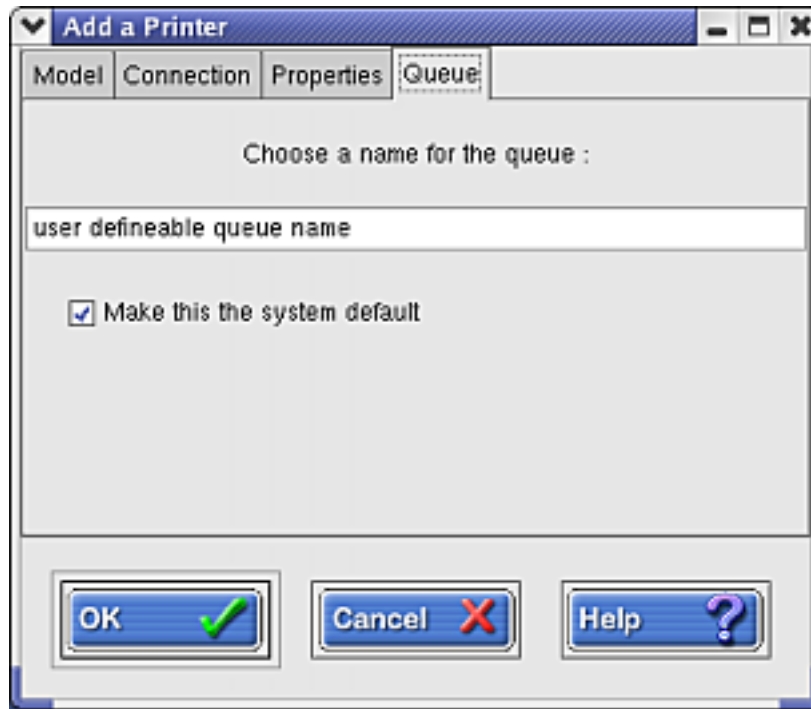 Add a Printer
Model Connection Properties Queue
Choose a name for the queue :
user defineable queue name
Make this the system default
OK Cancel Help